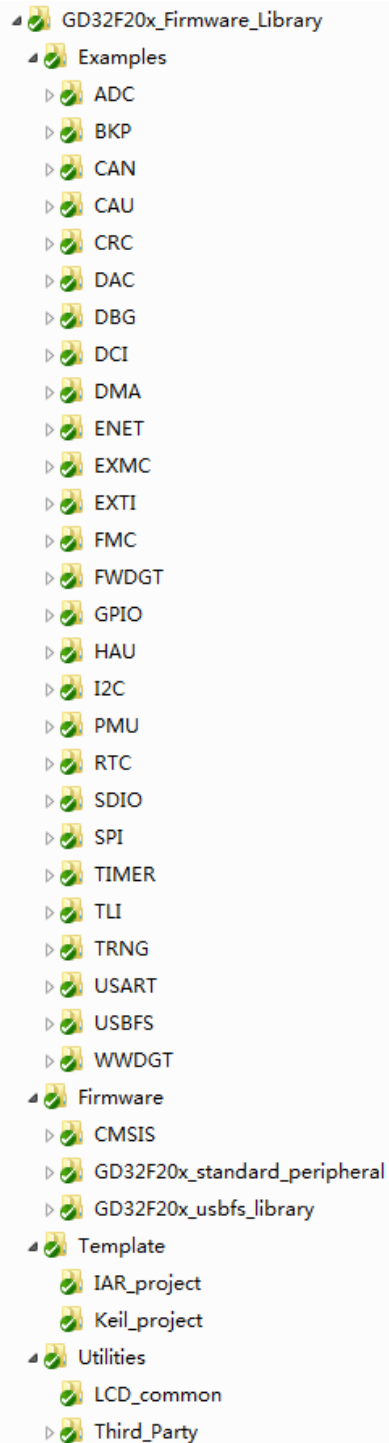 GD32F20x_Firmware_Library
Examples
ADC
BKP
CAN
CAU
CRC
DAC
DBG
DCI
DMA
ENET
EXMC
EXTI
FMC
FWDGT
GPIO
HAU
I2C
PMU
RTC
SDIO
SPI
TIMER
TLI
TRNG
USART
USBFS
WWDGT
Firmware
CMSIS
GD32F20x_standard_peripheral
GD32F20x_usbfs_library
Template
IAR_project
Keil_project
Utilities
LCD_common
Third_Party